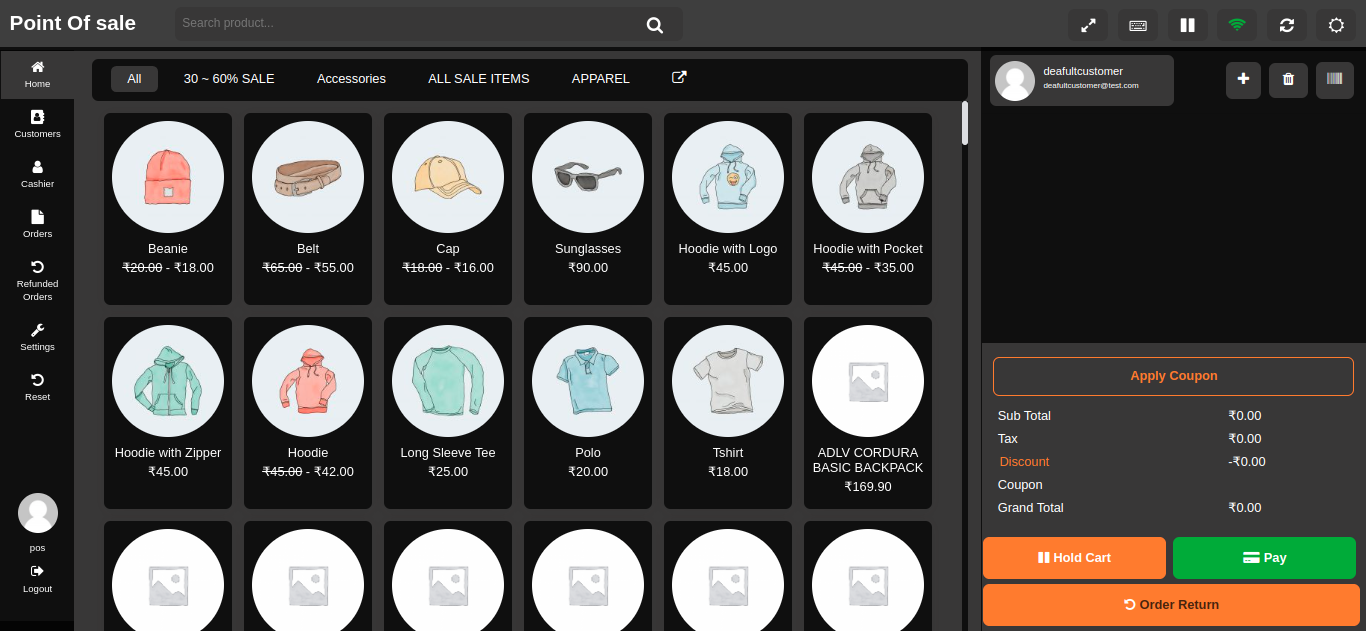 Point Of sale
Search product...
Home
Customers
Cashier
Orders
Refunded
Orders
Settings
Reset
pos
Logout
All
30 ~ 60% SALE
Accessories
ALL SALE ITEMS
APPAREL
Beanie
₹20.00 - ₹18.00
Belt
₹65.00 - ₹55.00
Cap
₹18.00 - ₹16.00
Sunglasses
₹90.00
Hoodie with Logo
₹45.00
Hoodie with Pocket
₹45.00 - ₹35.00
Hoodie with Zipper
₹45.00
Hoodie
₹45.00 - ₹42.00
Long Sleeve Tee
₹25.00
Polo
₹20.00
Tshirt
₹18.00
ADLV CORDURA
BASIC BACKPACK
₹169.90
deafultcustomer
deafultcustomer@test.com
Apply Coupon
Sub Total ₹0.00
Tax ₹0.00
Discount -₹0.00
Coupon
Grand Total ₹0.00
Hold Cart
Pay
Order Return